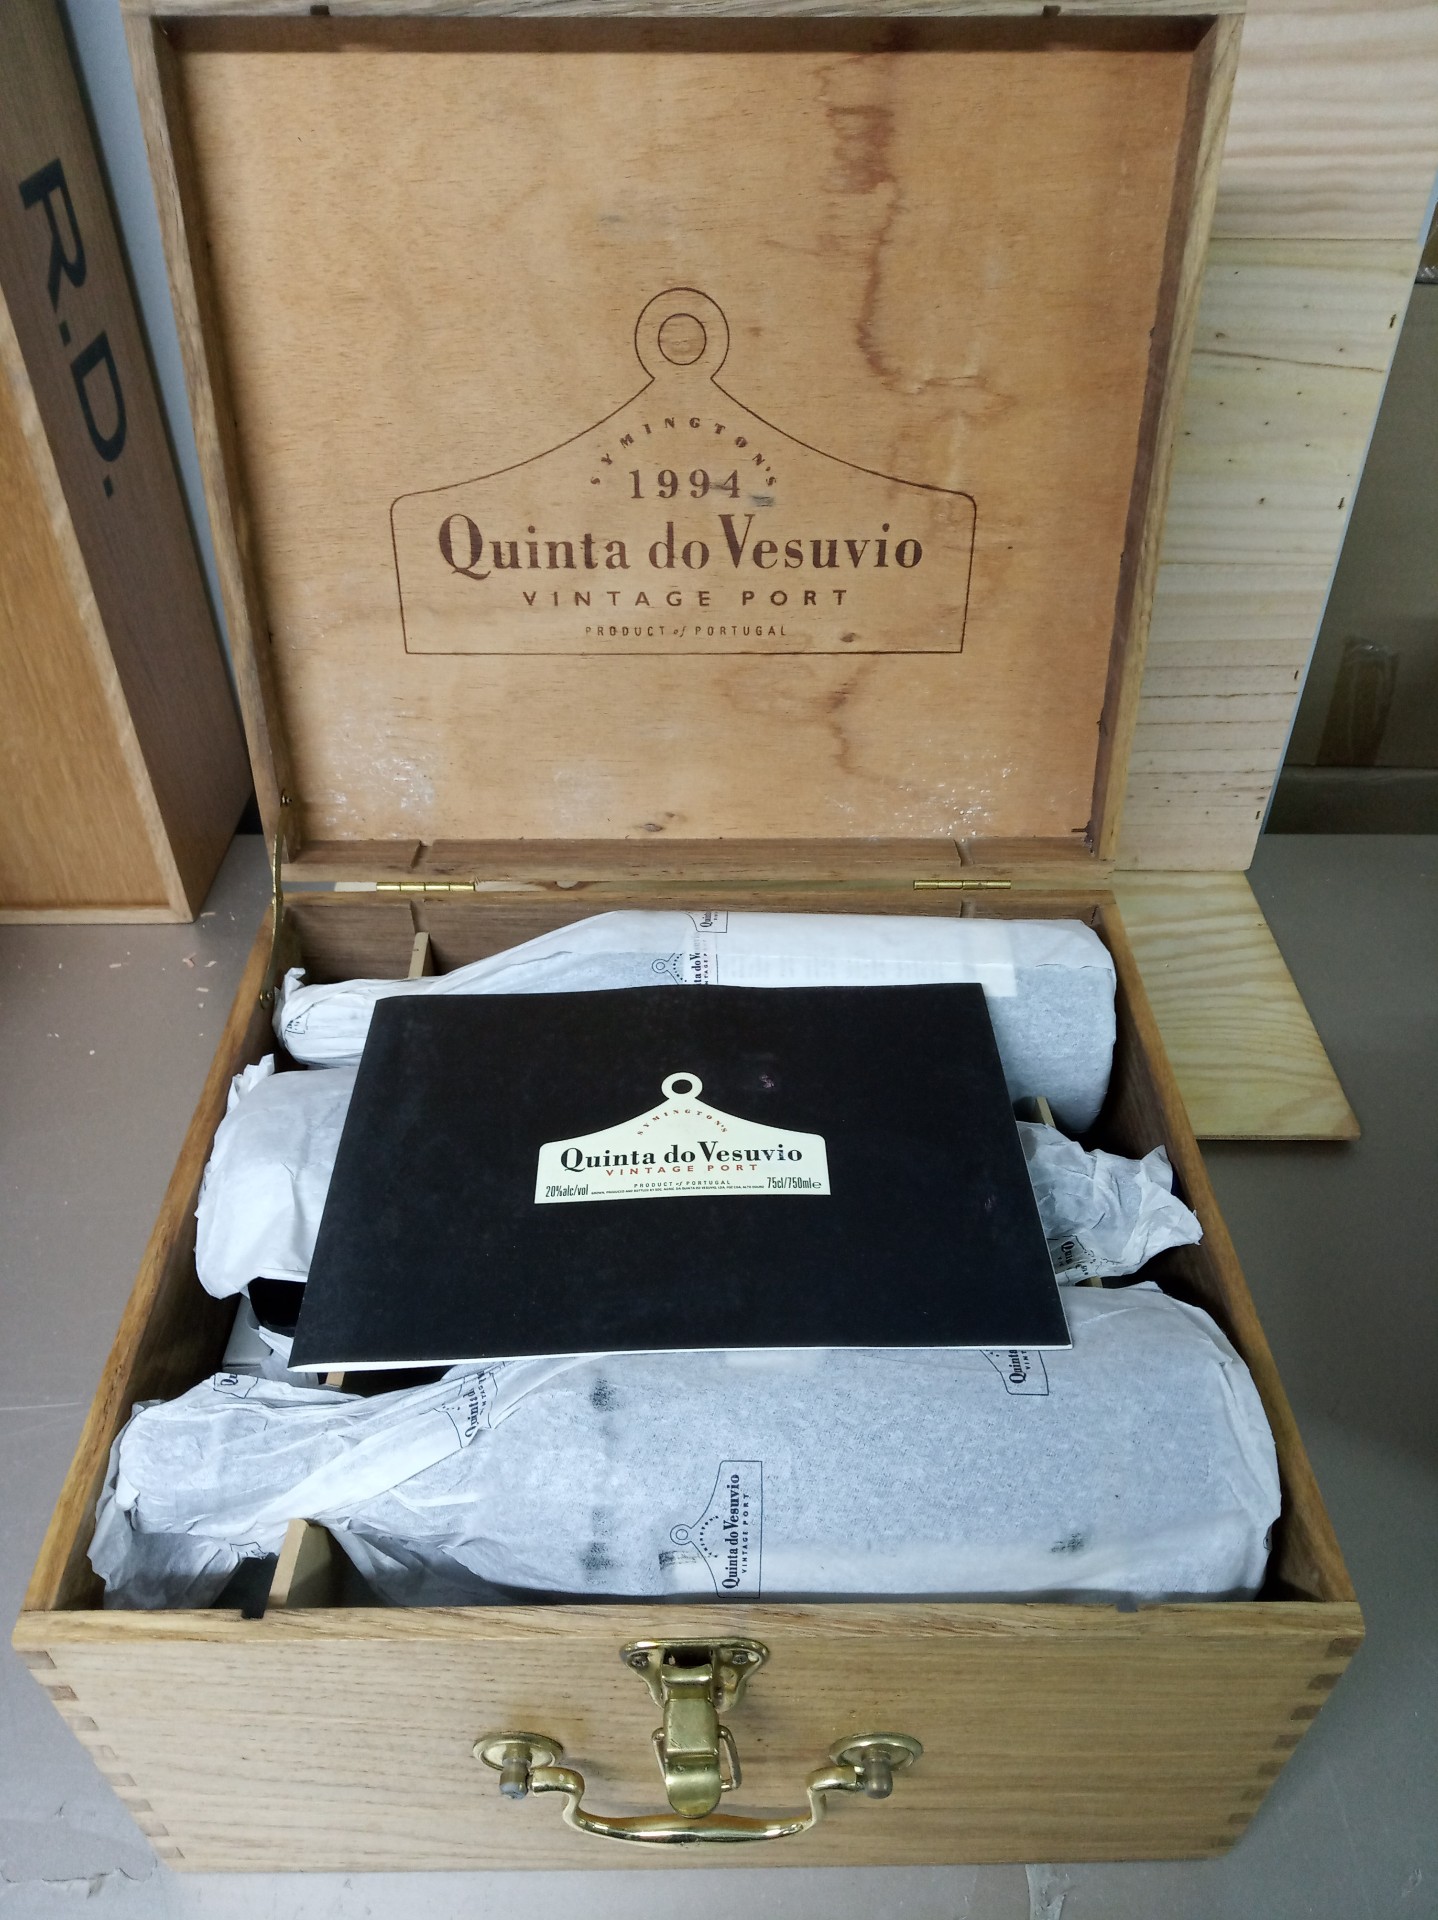 R.D.
SYMINGTON'S
1994
Quinta do Vesuvio
VINTAGE PORT
PRODUCT of PORTUGAL
SYMINGTON'S
Quinta do Vesuvio
VINTAGE PORT
PRODUCT of PORTUGAL
20%alc/vol
75cl/750ml e
Quinta do Vesuvio
VINTAGE PORT